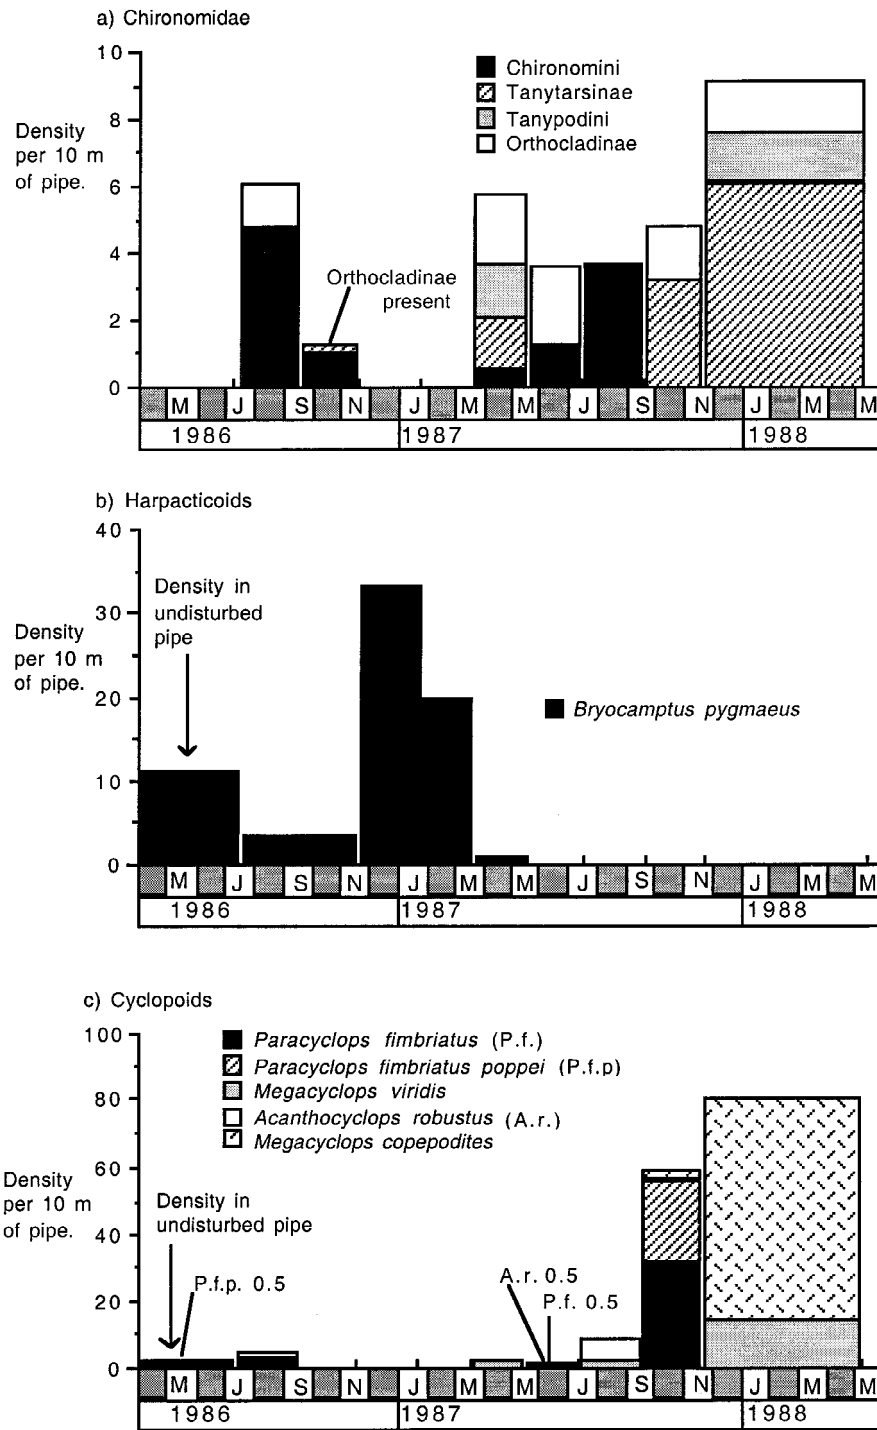 a) Chironomidae
10
8
6
4
2
0
Density
per 10 m
of pipe.
Chironomini
Tanytarsinae
Tanypodini
Orthocladinae
Orthocladinae
present
M J S N J M M J S N J M M
1986 1987 1988
b) Harpacticoids
40
30
20
10
0
Density
per 10 m
of pipe.
Density in
undisturbed
pipe
Bryocamptus pygmaeus
M J S N J M M J S N J M M
1986 1987 1988
c) Cyclopoids
100
80
60
40
20
0
Density
per 10 m
of pipe.
Paracyclops fimbriatus (P.f.)
Paracyclops fimbriatus poppei (P.f.p)
Megacyclops viridis
Acanthocyclops robustus (A.r.)
Megacyclops copepodites
Density in
undisturbed pipe
P.f.p. 0.5
A.r. 0.5
P.f. 0.5
M J S N J M M J S N J M M
1986 1987 1988